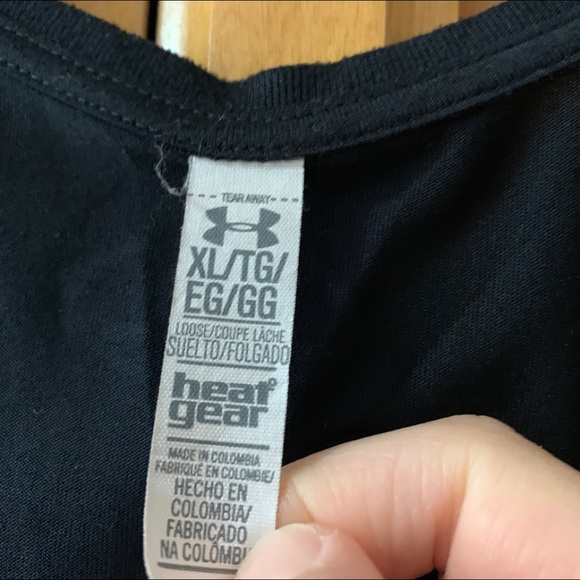 TEAR AWAY
XL/TG/
EG/GG
LOOSE/COUPE LÂCHE
SUELTO/FOLGADO
heat
gear
MADE IN COLOMBIA
FABRIQUÉ EN COLOMBIE/
HECHO EN
COLOMBIA/
FABRICADO
NA COLÔMBI